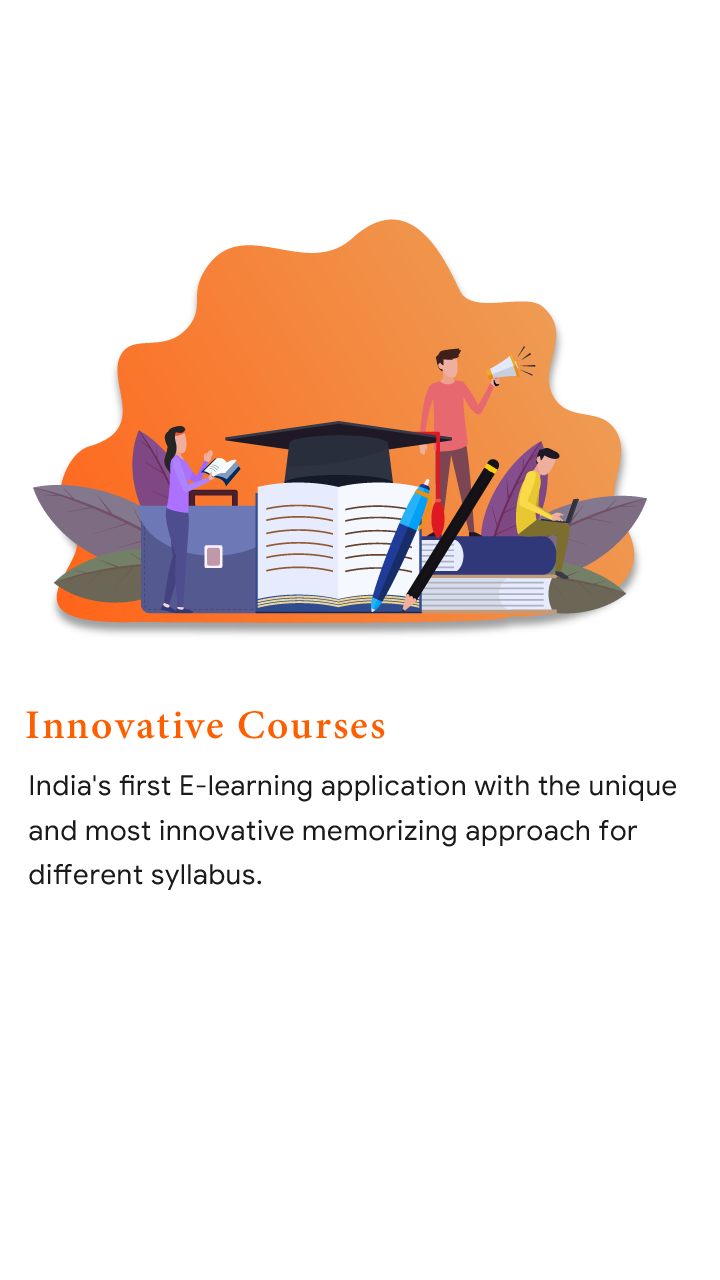 Innovative Courses
India's first E-learning application with the unique
and most innovative memorizing approach for
different syllabus.